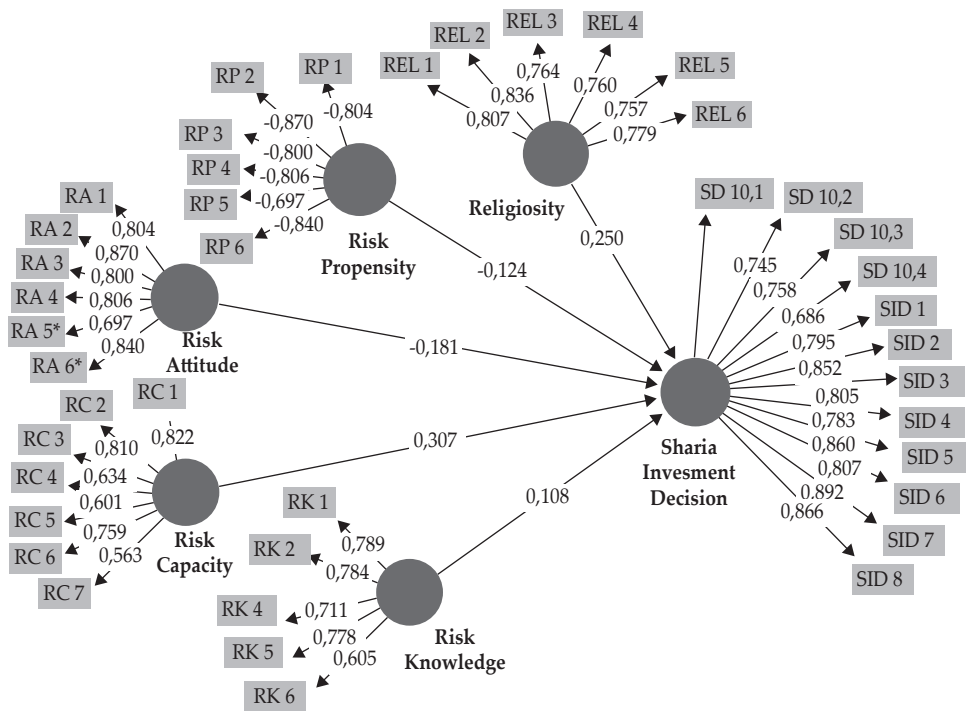 REL 3
REL 4
REL 2
REL 1
REL 5
REL 6
0,764
0,760
0,836
0,757
0,807
0,779
Religiosity
RP 1
RP 2
RP 3
RP 4
RP 5
RP 6
-0,804
-0,870
-0,800
-0,806
-0,697
-0,840
Risk
Propensity
RA 1
RA 2
RA 3
RA 4
RA 5*
RA 6*
0,804
0,870
0,800
0,806
0,697
0,840
Risk
Attitude
RC 1
RC 2
RC 3
RC 4
RC 5
RC 6
RC 7
0,822
0,810
0,634
0,601
0,759
0,563
Risk
Capacity
RK 1
RK 2
RK 4
RK 5
RK 6
0,789
0,784
0,711
0,778
0,605
Risk
Knowledge
0,250
-0,124
-0,181
0,307
0,108
SD 10,1
SD 10,2
SD 10,3
SD 10,4
SID 1
SID 2
SID 3
SID 4
SID 5
SID 6
SID 7
SID 8
0,745
0,758
0,686
0,795
0,852
0,805
0,783
0,860
0,807
0,892
0,866
Sharia
Invesment
Decision